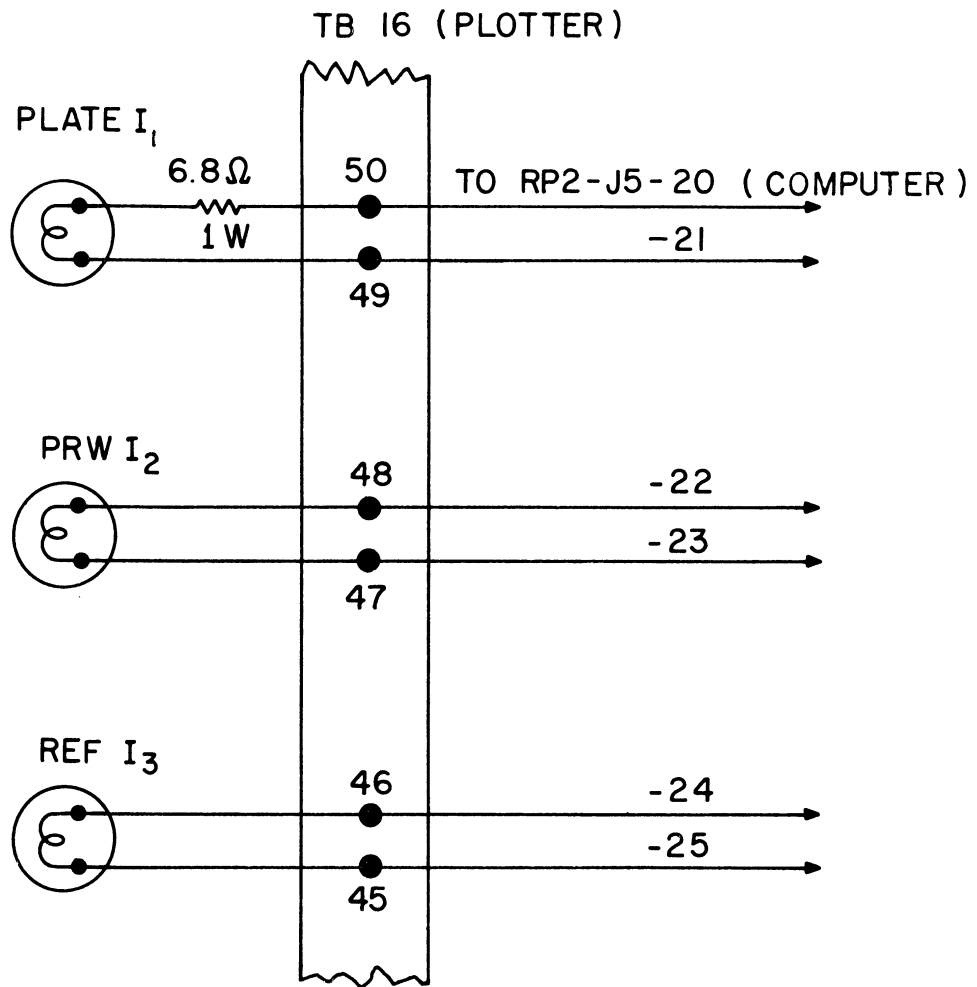 TB 16 (PLOTTER)
PLATE I₁
6.8Ω
1W
50
TO RP2-J5-20 (COMPUTER)
-21
49
PRW I₂
48
-22
-23
47
REF I₃
46
-24
-25
45